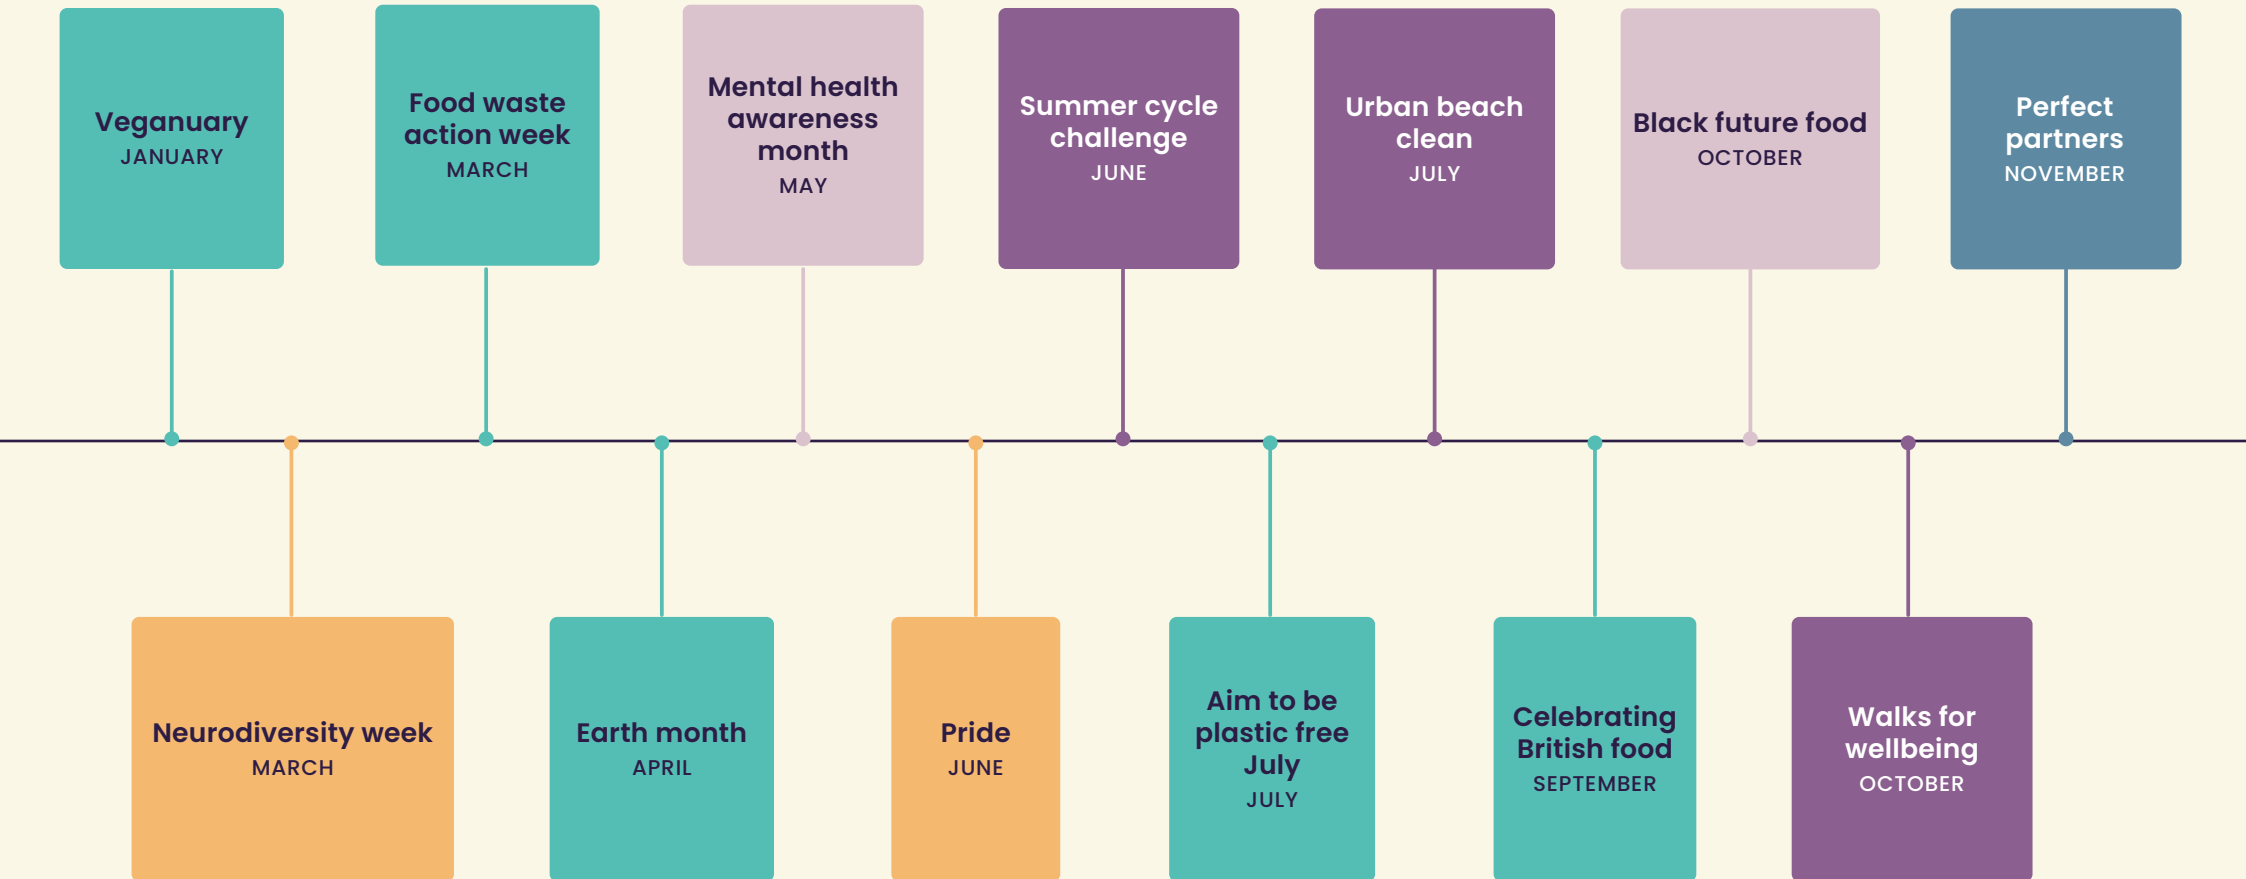 Veganuary
JANUARY
Food waste
action week
MARCH
Mental health
awareness
month
MAY
Summer cycle
challenge
JUNE
Urban beach
clean
JULY
Black future food
OCTOBER
Perfect
partners
NOVEMBER
Neurodiversity week
MARCH
Earth month
APRIL
Pride
JUNE
Aim to be
plastic free
July
JULY
Celebrating
British food
SEPTEMBER
Walks for
wellbeing
OCTOBER